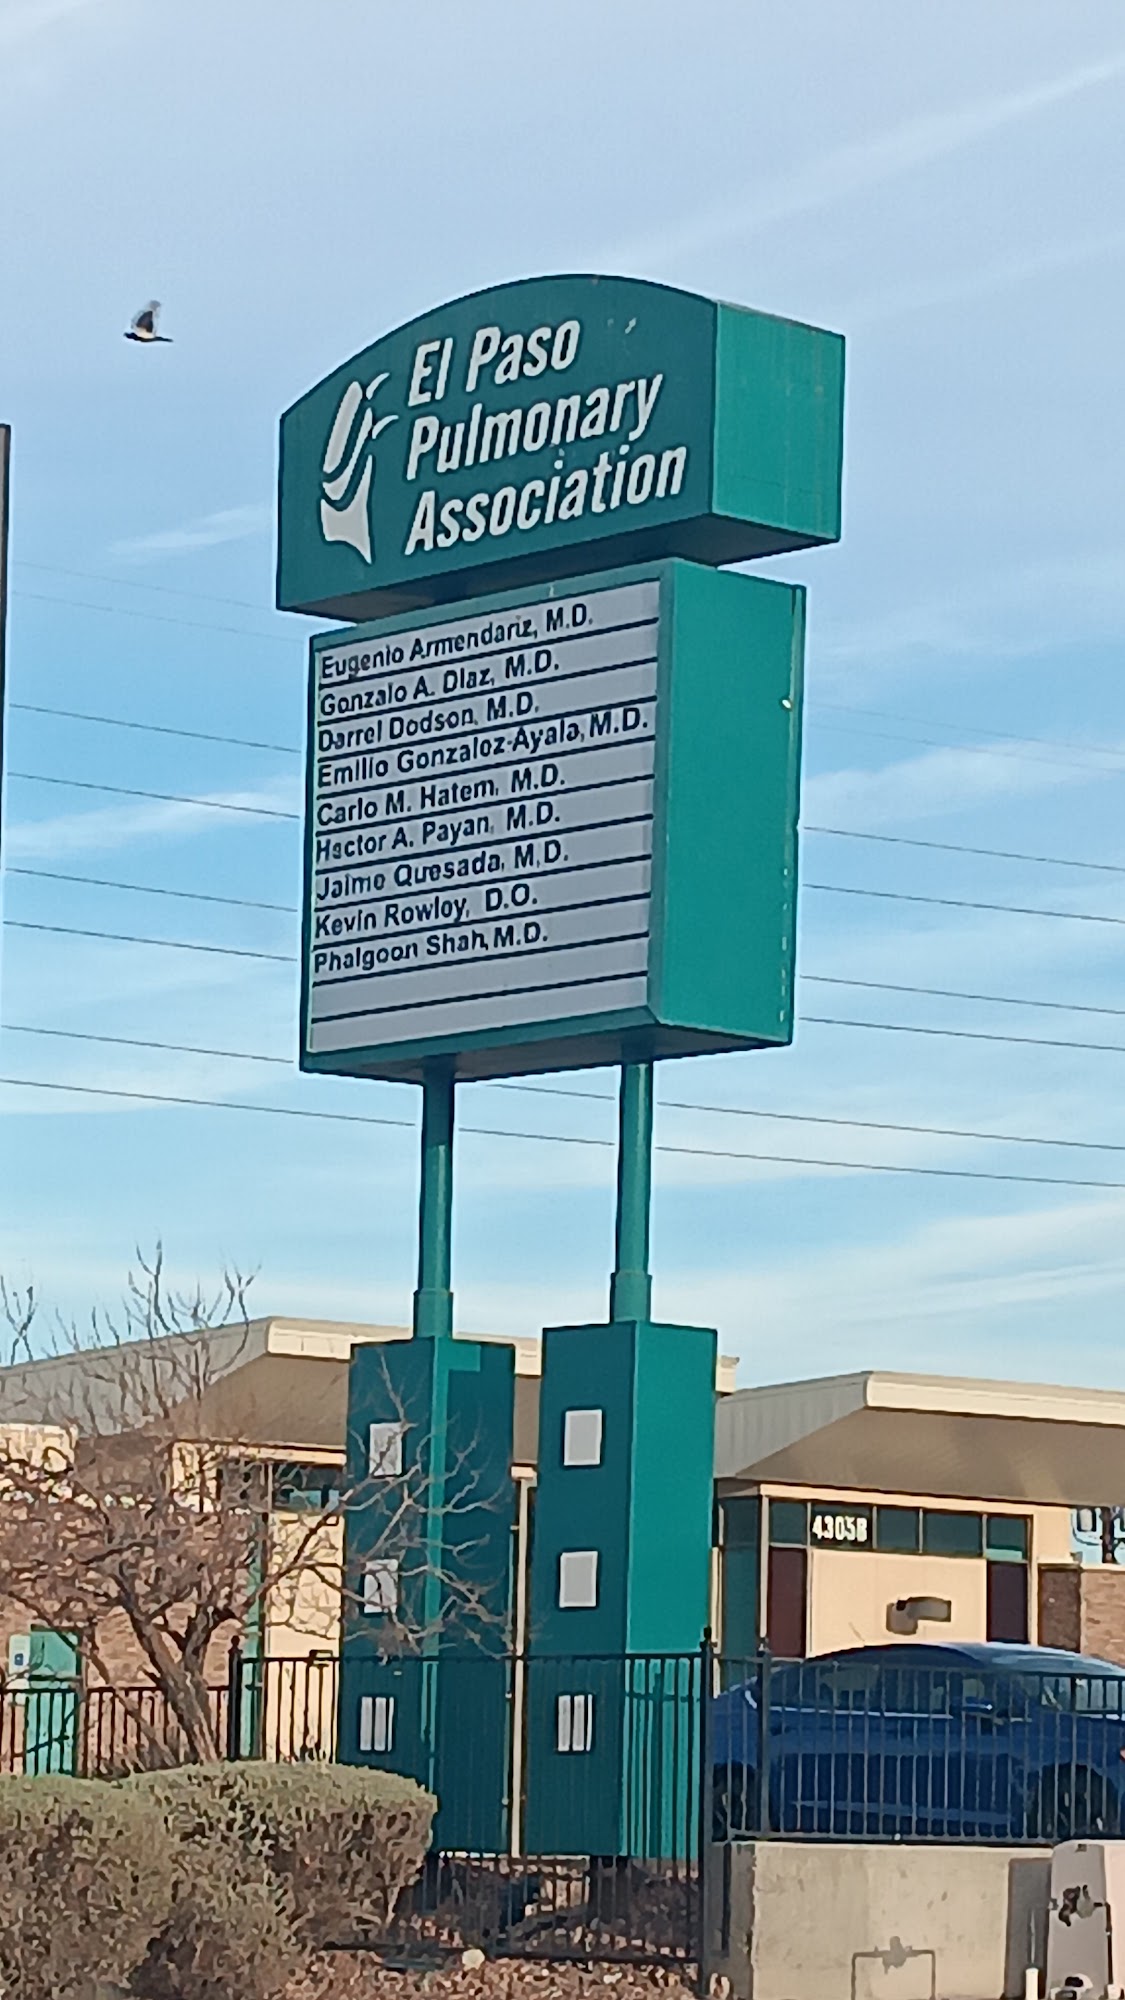 El Paso
Pulmonary
Association
Eugenio Armendariz, M.D.
Gonzalo A. Diaz, M.D.
Darrel Dodson, M.D.
Emilio Gonzalez-Ayala, M.D.
Carlo M. Hatem, M.D.
Hector A. Payan, M.D.
Jaime Quesada, M.D.
Kevin Rowley, D.O.
Phalgoon Shah, M.D.
4305B